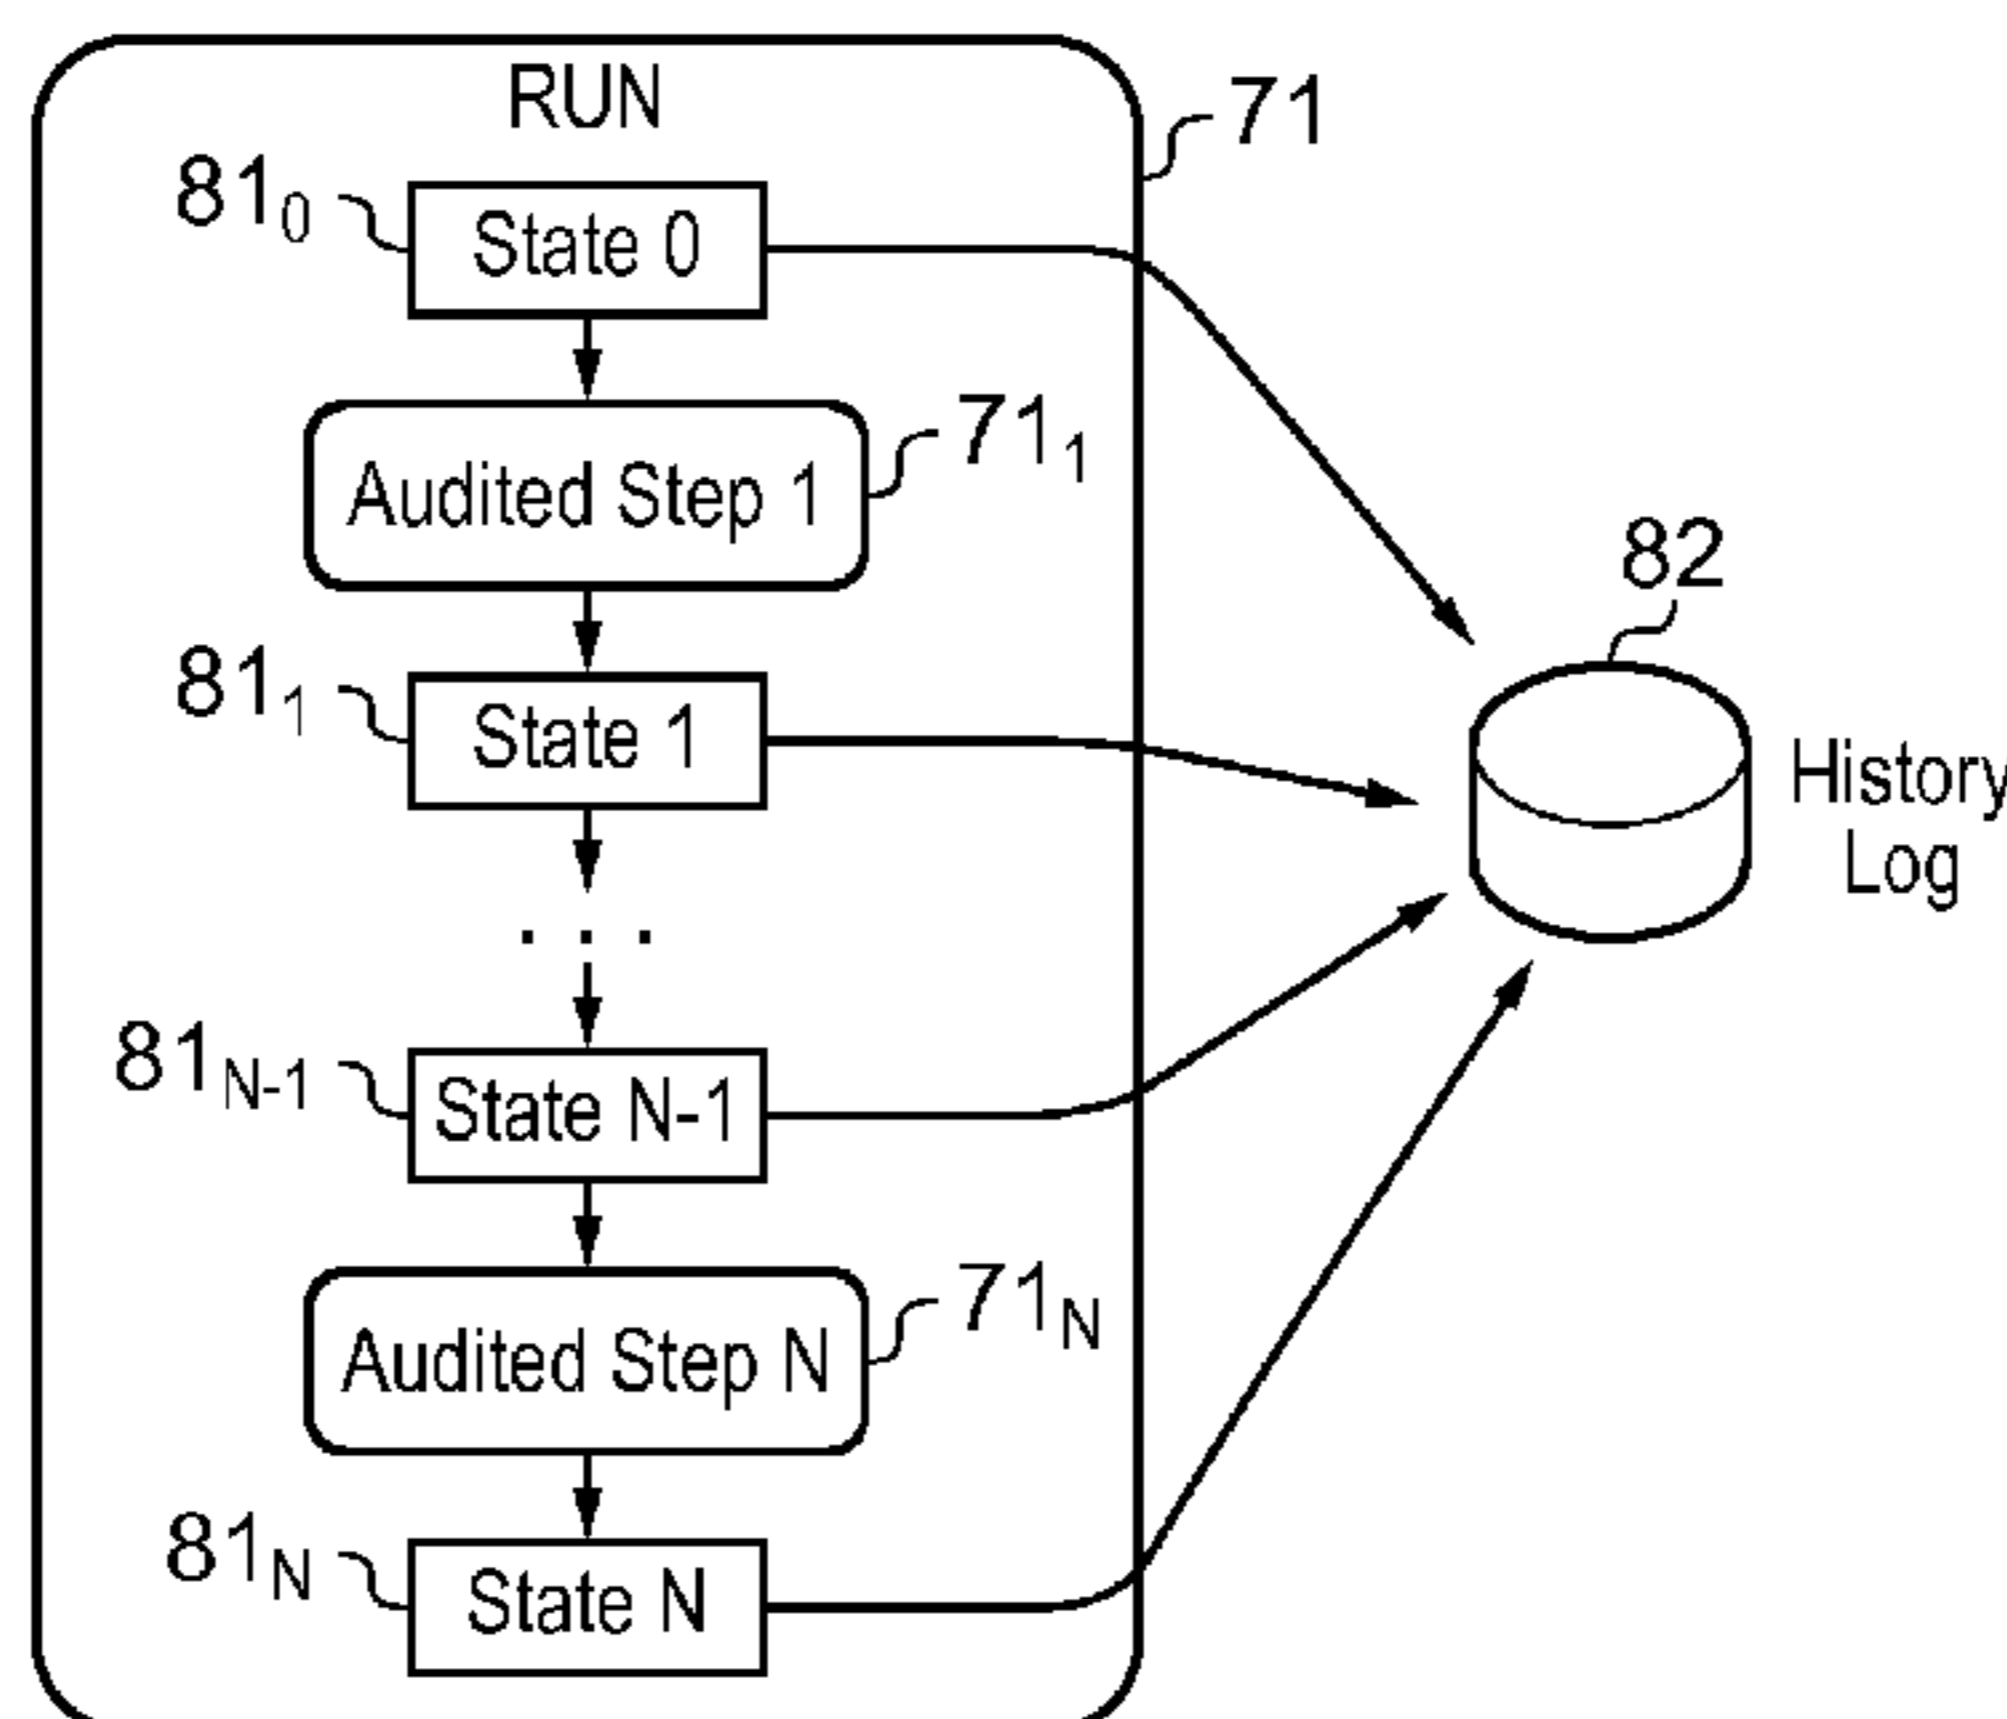 RUN
71
81₀
State 0
Audited Step 1
71₁
82
81₁
State 1
History
Log
. . .
81N-1
State N-1
Audited Step N
71N
81N
State N